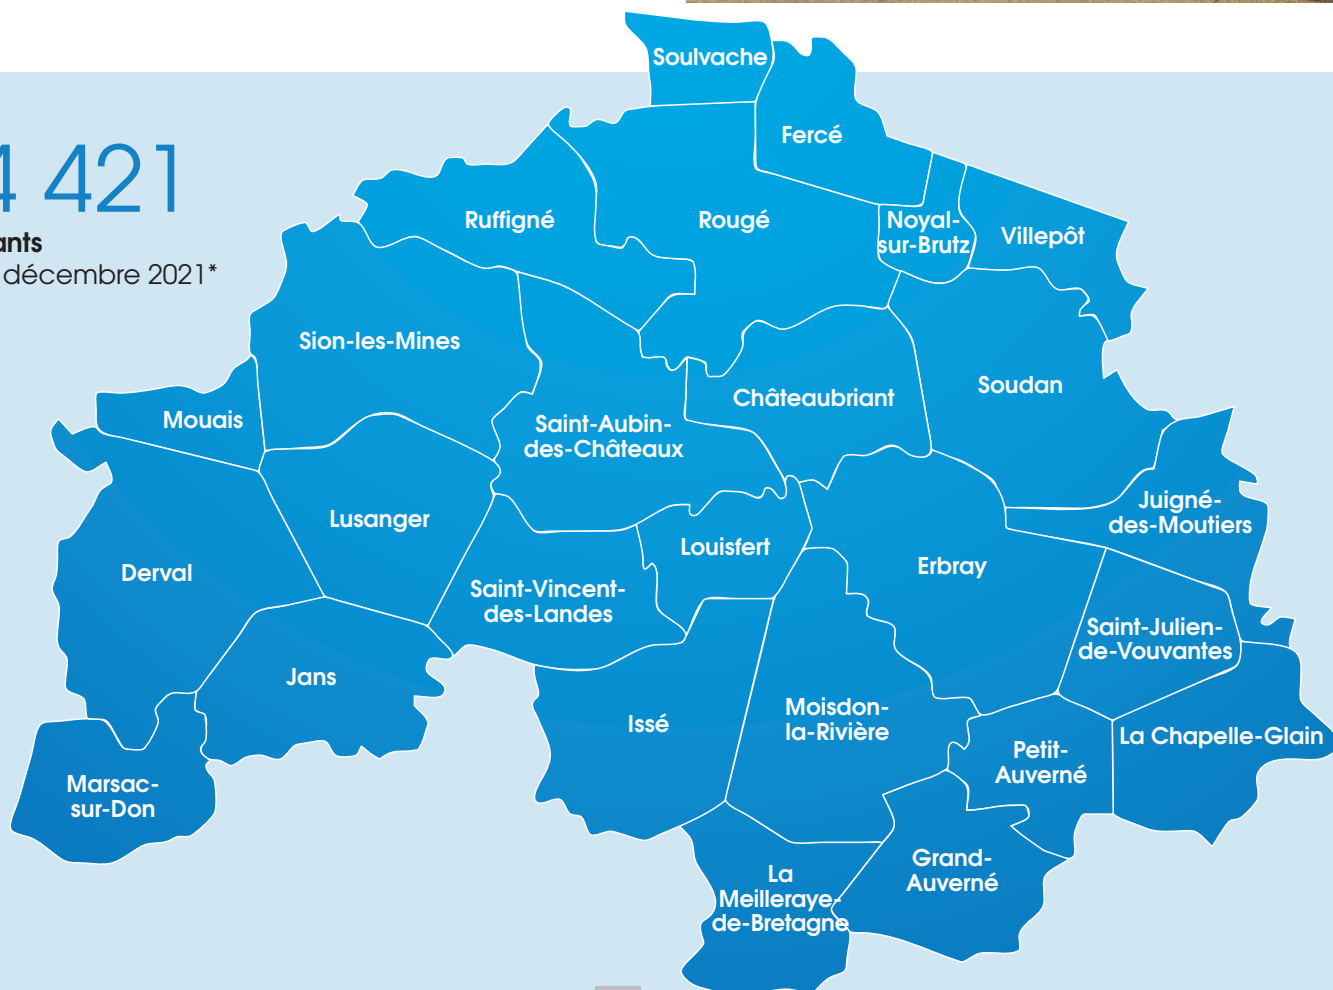 4 421
décembre 2021*
Soulvache
Fercé
Ruffigné
Rougé
Noyal-
sur-Brutz
Villepôt
Sion-les-Mines
Soudan
Châteaubriant
Mouais
Saint-Aubin-
des-Châteaux
Juigné-
des-Moutiers
Lusanger
Louisfert
Erbray
Derval
Saint-Vincent-
des-Landes
Saint-Julien-
de-Vouvantes
Jans
Issé
Moisdon-
la-Rivière
La Chapelle-Glain
Petit-
Auverné
Marsac-
sur-Don
Grand-
Auverné
La
Meilleraye-
de-Bretagne